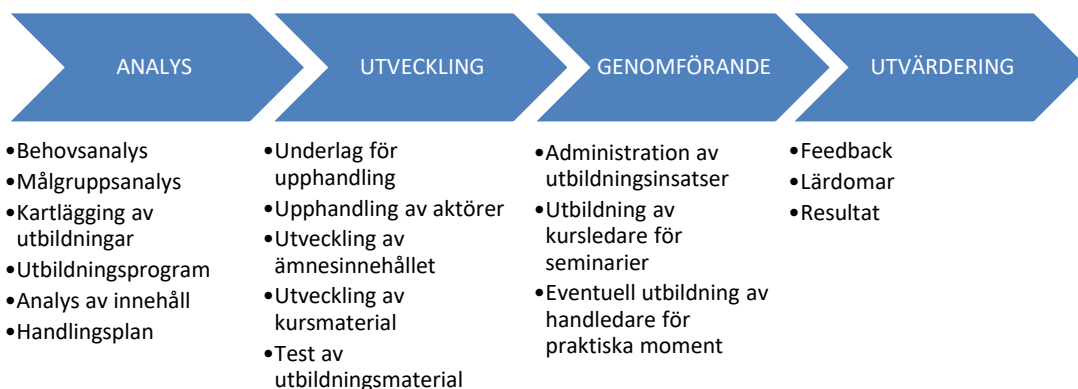 ANALYS
UTVECKLING
GENOMFÖRANDE
UTVÄRDERING
•Behovsanalys
•Målgruppsanalys
•Kartlägging av
utbildningar
•Utbildningsprogram
•Analys av innehåll
•Handlingsplan
•Underlag för
upphandling
•Upphandling av aktörer
•Utveckling av
ämnesinnehållet
•Utveckling av
kursmaterial
•Test av
utbildningsmaterial
•Administration av
utbildningsinsatser
•Utbildning av
kursledare för
seminarier
•Eventuell utbildning av
handledare för
praktiska moment
•Feedback
•Lärdomar
•Resultat